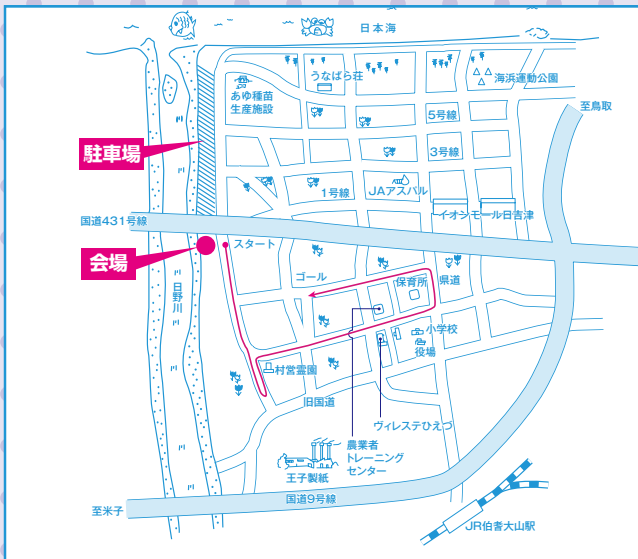 日本海
うなばら荘
海浜運動公園
あゆ種苗
生産施設
至鳥取
5号線
駐車場
3号線
1号線
JAアスパル
イオンモール日吉津
国道431号線
スタート
会場
ゴール
保育所
県道
日野川
小学校
役場
村営霊園
旧国道
ヴィレステひえづ
農業者
トレーニング
センター
王子製紙
国道9号線
至米子
JR伯耆大山駅